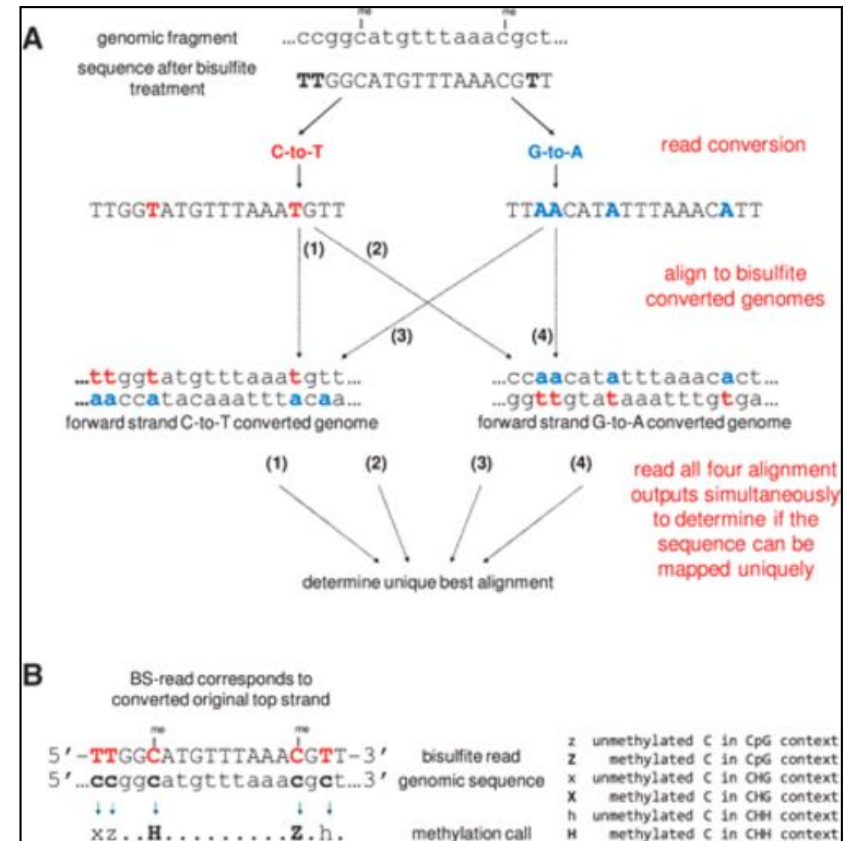 A
me me
genomic fragment …ccggcatgtttaaacgct…
sequence after bisulfite
treatment
TTGGCATGTTTAAACGTT
C-to-T G-to-A read conversion
TTGGTATGTTTAAATGTT TTAACATATTTAAACATT
(1) (2)
align to bisulfite
converted genomes
(3) (4)
…ttggtatgtttaaatgtt… …ccaacatatttaaacact…
…aaccatacaaatttacaa… …ggttgtataaatttgtga…
forward strand C-to-T converted genome forward strand G-to-A converted genome
(1) (2) (3) (4)
read all four alignment
outputs simultaneously
to determine if the
sequence can be
mapped uniquely
determine unique best alignment
B
BS-read corresponds to
converted original top strand
me me
5'-TTGGCATGTTTAAACGTT-3' bisulfite read
5'…ccggcatgtttaaacgct…3' genomic sequence
xz..H.........Z.h. methylation call
z unmethylated C in CpG context
Z methylated C in CpG context
x unmethylated C in CHG context
X methylated C in CHG context
h unmethylated C in CHH context
H methylated C in CHH context